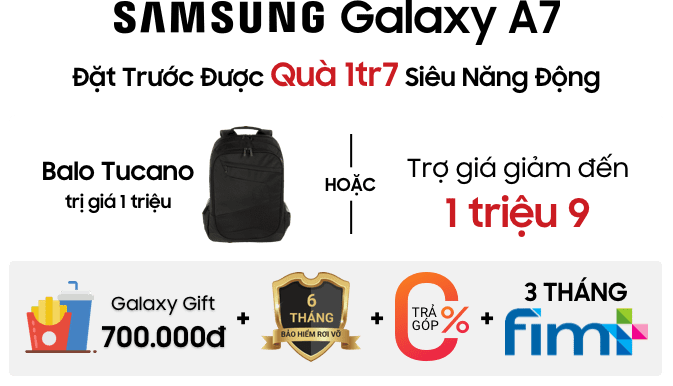 SAMSUNG Galaxy A7
Đặt Trước Được Quà 1tr7 Siêu Năng Động
Balo Tucano
trị giá 1 triệu
HOẶC
Trợ giá giảm đến
1 triệu 9
Galaxy Gift
700.000đ
+
6
THÁNG
BẢO HIỂM RƠI VỠ
+
TRẢ
GÓP
%
+
3 THÁNG
fim+